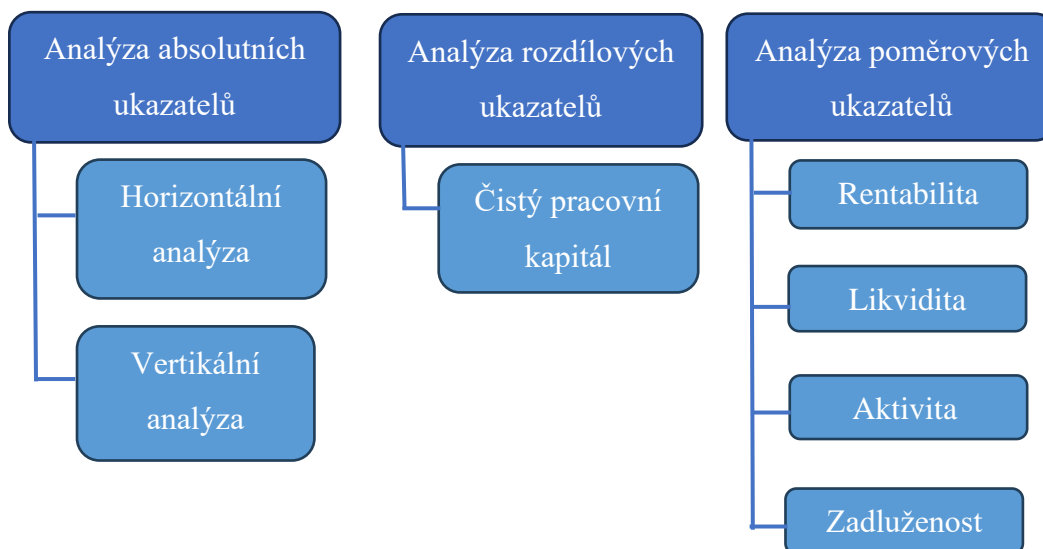 Analýza absolutních
ukazatelů
Horizontální
analýza
Vertikální
analýza
Analýza rozdílových
ukazatelů
Čistý pracovní
kapitál
Analýza poměrových
ukazatelů
Rentabilita
Likvidita
Aktivita
Zadluženost